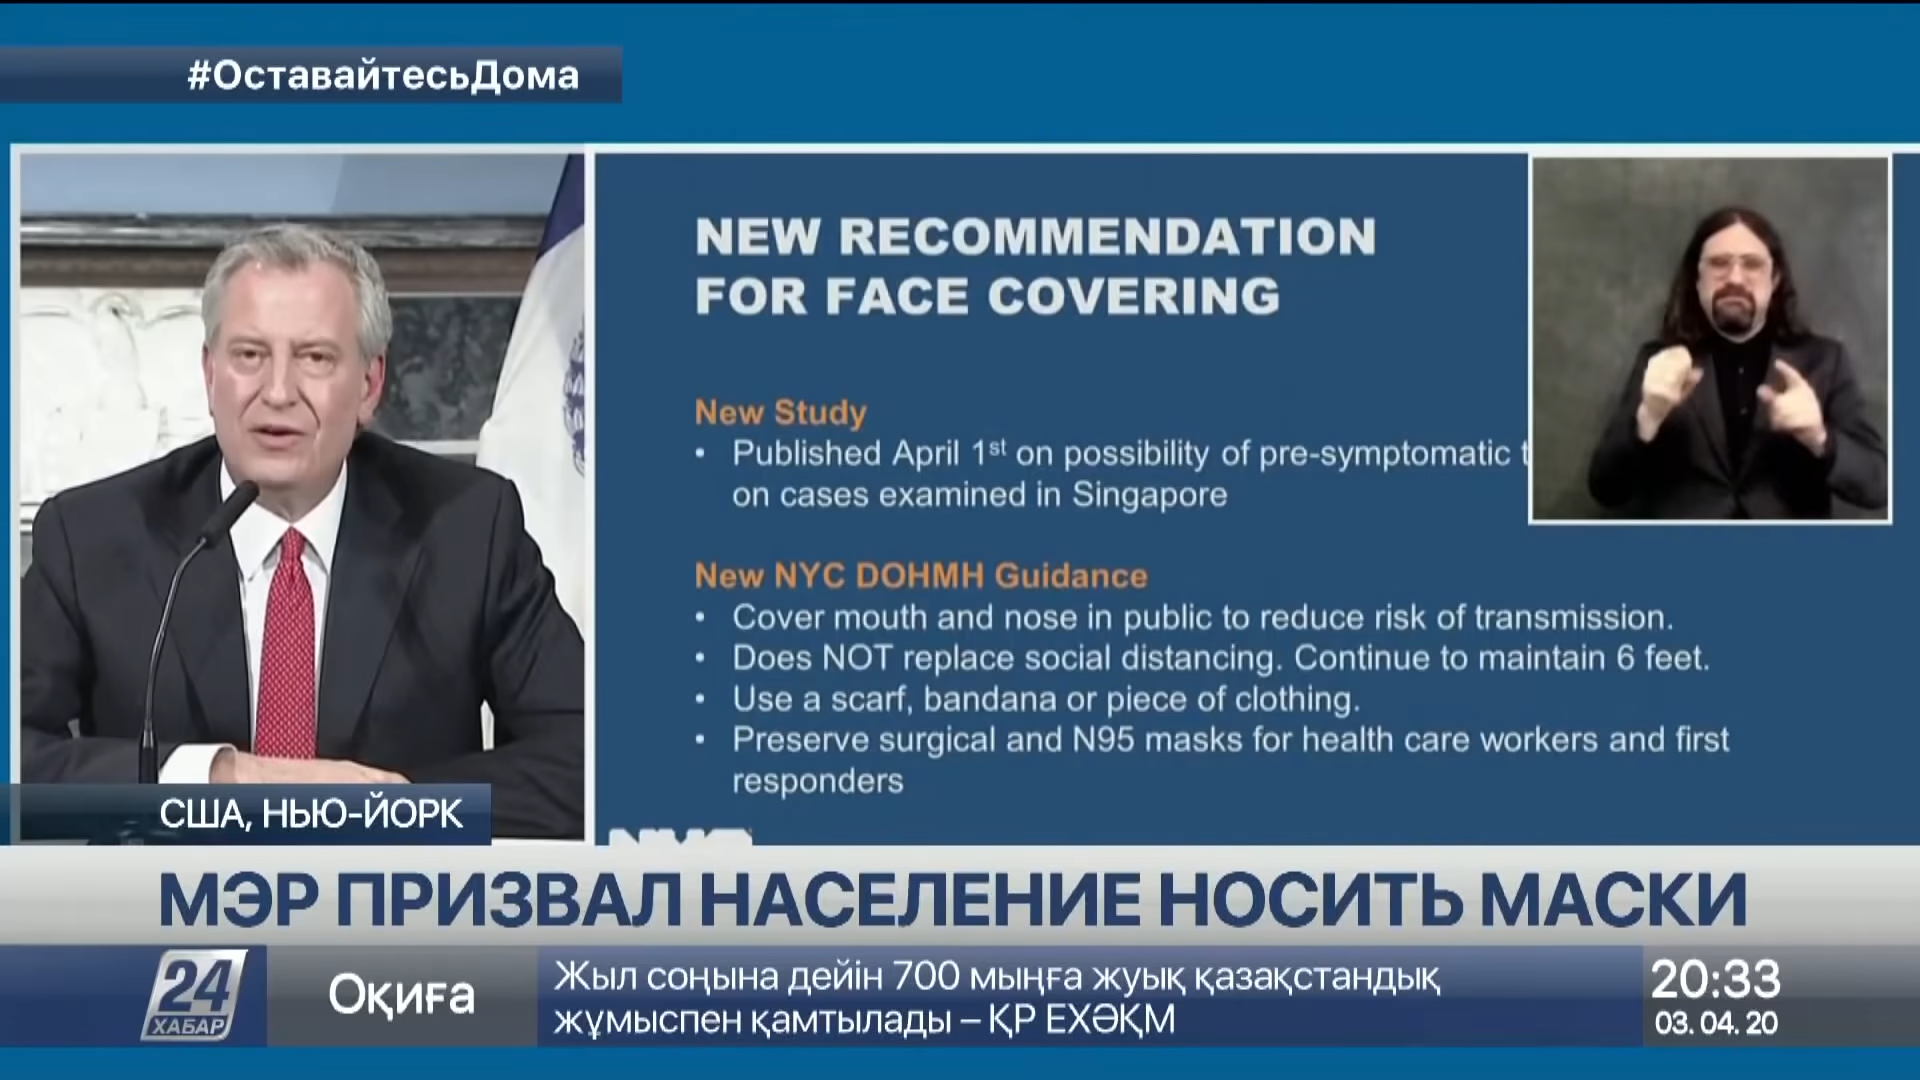 #ОставайтесьДома
NEW RECOMMENDATION
FOR FACE COVERING
New Study
• Published April 1st on possibility of pre-symptomatic
on cases examined in Singapore
New NYC DOHMH Guidance
• Cover mouth and nose in public to reduce risk of transmission.
• Does NOT replace social distancing. Continue to maintain 6 feet.
• Use a scarf, bandana or piece of clothing.
• Preserve surgical and N95 masks for health care workers and first
responders
США, НЬЮ-ЙОРК
МЭР ПРИЗВАЛ НАСЕЛЕНИЕ НОСИТЬ МАСКИ
24
ХАБАР
Оқиға
Жыл соңына дейін 700 мыңға жуық қазақстандық
жұмыспен қамтылады – ҚР ЕХӘҚМ
20:33
03. 04. 20